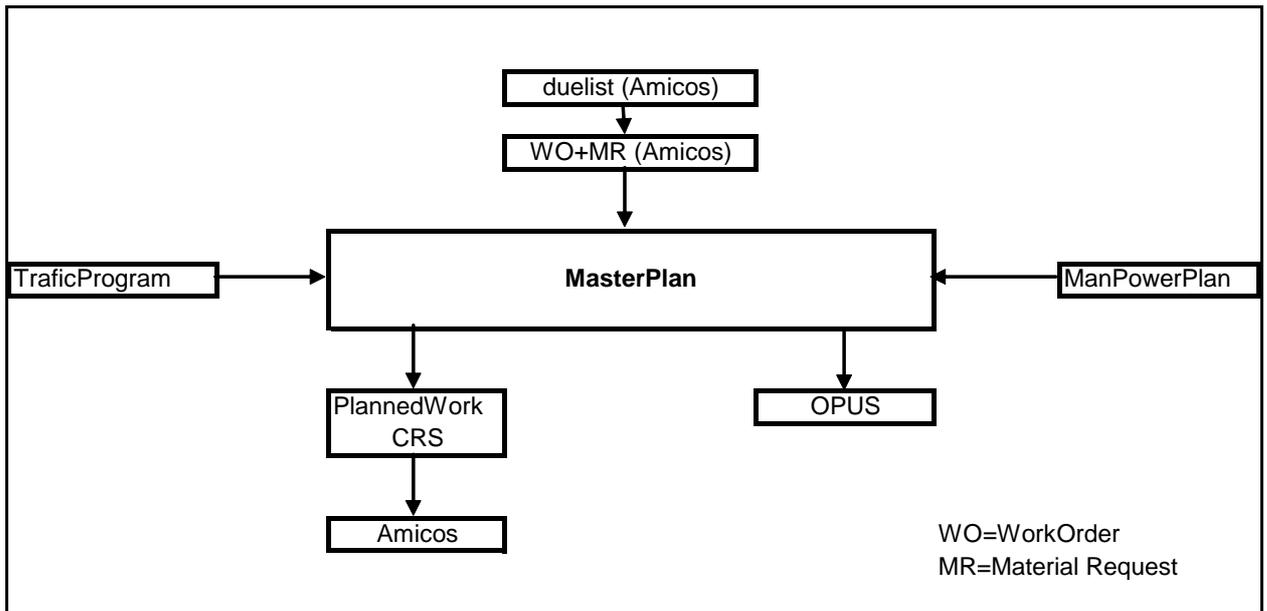 duelist (Amicos)
WO+MR (Amicos)
TraficProgram
MasterPlan
ManPowerPlan
PlannedWork
CRS
OPUS
Amicos
WO=WorkOrder
MR=Material Request